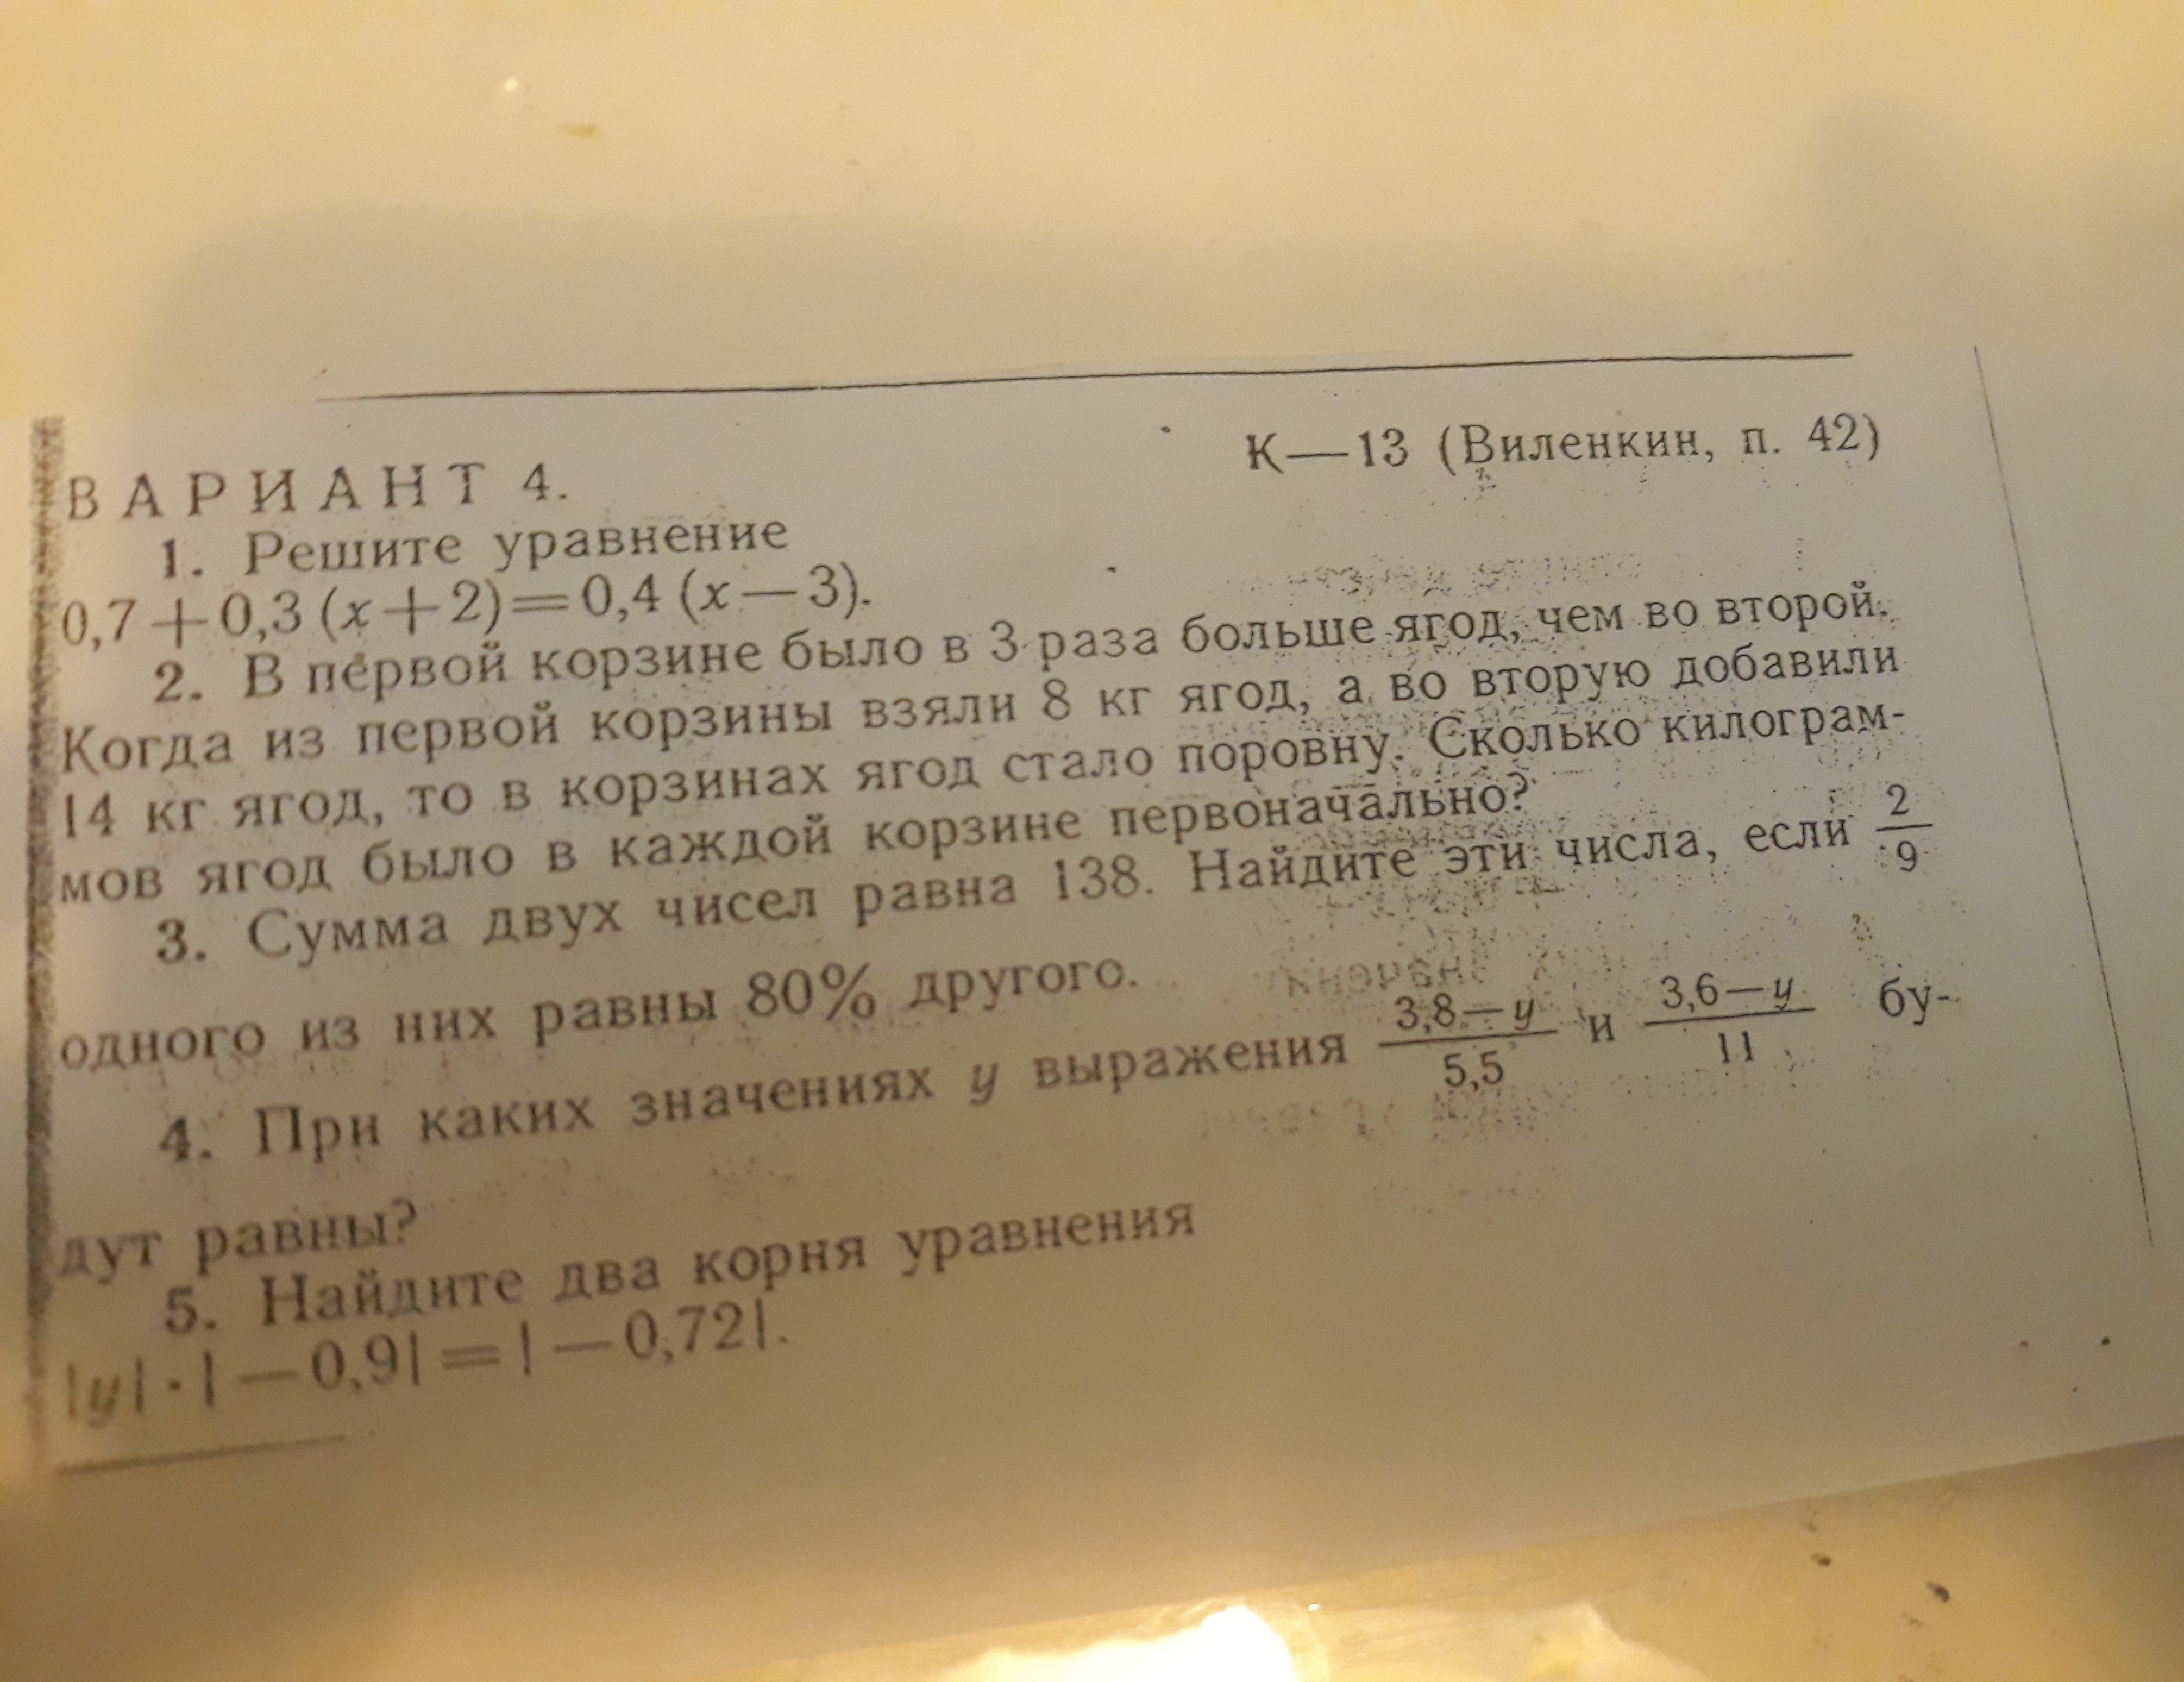 К—13 (Виленкин, п. 42)
ВАРИАНТ 4.
1. Решите уравнение
0,7+0,3(x+2)=0,4(x—3).
2. В первой корзине было в 3 раза больше ягод, чем во второй.
Когда из первой корзины взяли 8 кг ягод, а во вторую добавили
14 кг ягод, то в корзинах ягод стало поровну. Сколько килограм-
мов ягод было в каждой корзине первоначально?
3. Сумма двух чисел равна 138. Найдите эти числа, если 2/9
одного из них равны 80% другого.
4. При каких значениях y выражения (3,8—y)/5,5 и (3,6—y)/11 бу-
дут равны?
5. Найдите два корня уравнения
|y|·|—0,9|=|—0,72|.